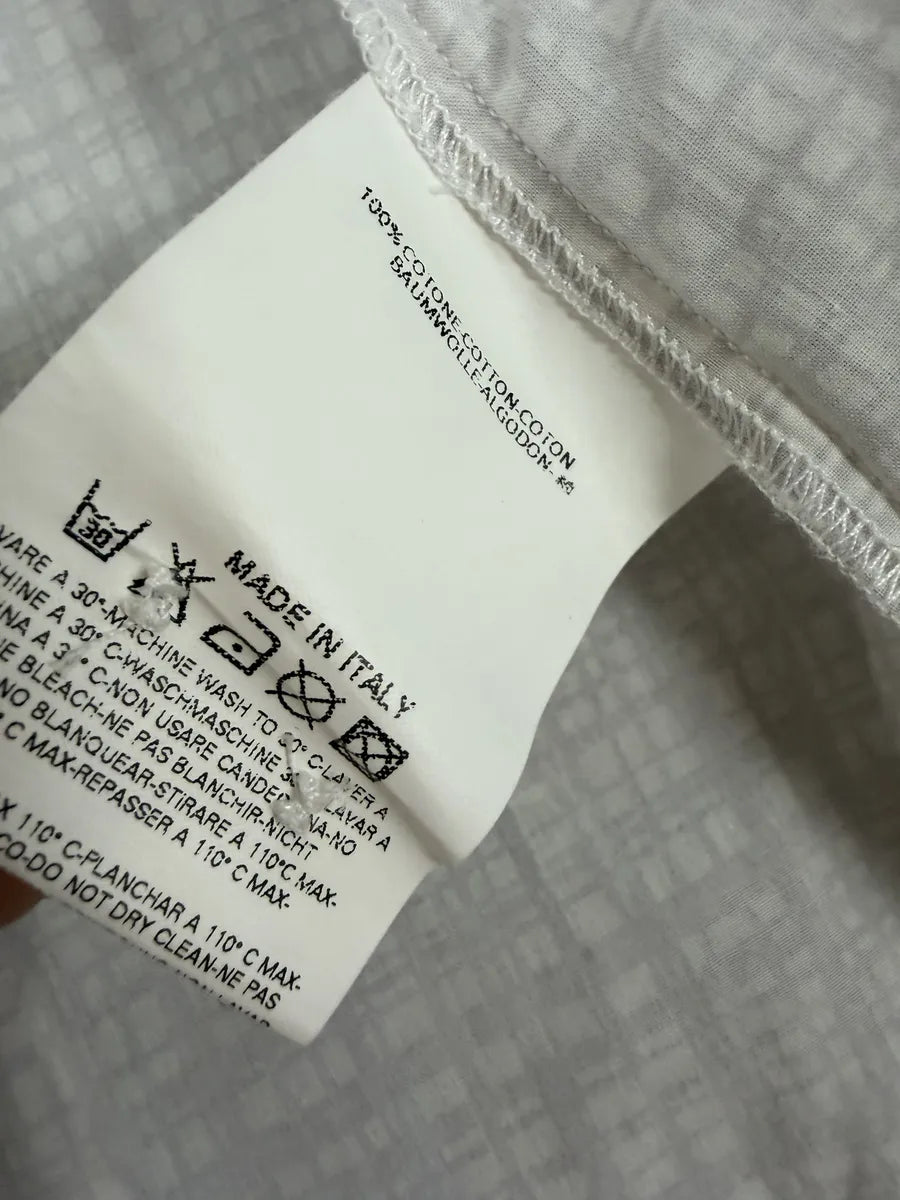 100% COTONE-COTTON-COTON
BAUMWOLLE-ALGODON-
30
MADE IN ITALY
VARE A 30°-MACHINE WASH TO 30° C-LAVER A
HINE A 30° C-WASCHMASCHINE LAVAR A
NA A C-NON USARE NA-NO
E BLEACH-NE PAS BLANCHIR-NICHT
NO BLANQUEAR-STIRARE A 110°C MAX-
° C MAX-REPASSER A 110° C MAX-
X 110° C-PLANCHAR A 110° C MAX-
CO-DO NOT DRY CLEAN-NE PAS